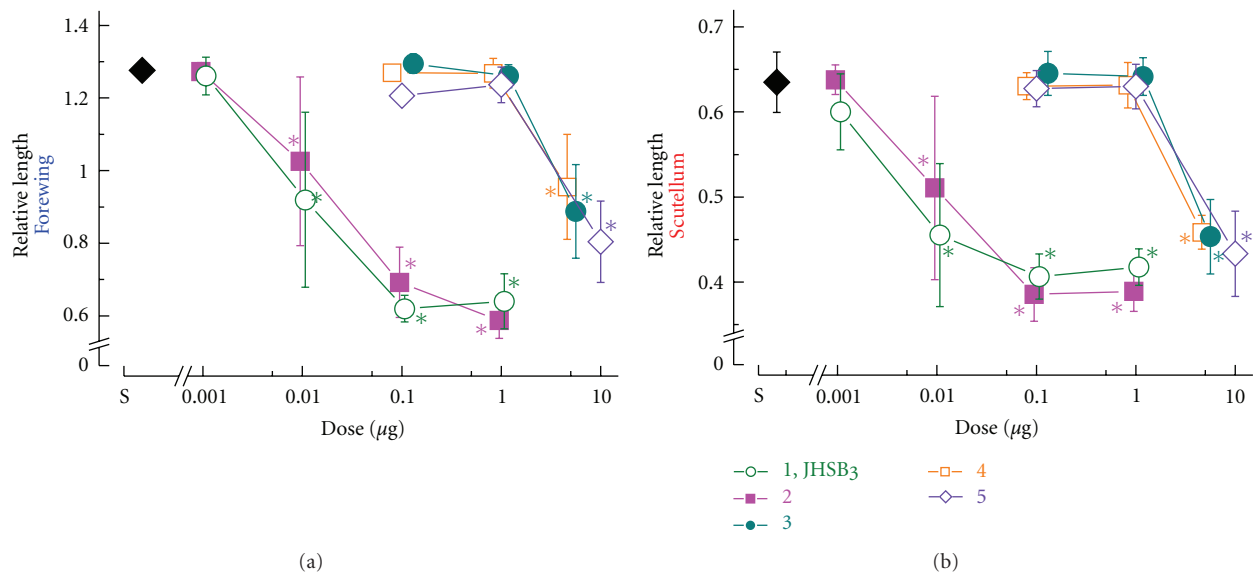 1.4
1.2
1
0.8
0.6
0
Relative length
Forewing
S
0.001
0.01
0.1
1
10
Dose (μg)
(a)
0.7
0.6
0.5
0.4
0
Relative length
Scutellum
S
0.001
0.01
0.1
1
10
Dose (μg)
1, JHSB3
2
3
4
5
(b)